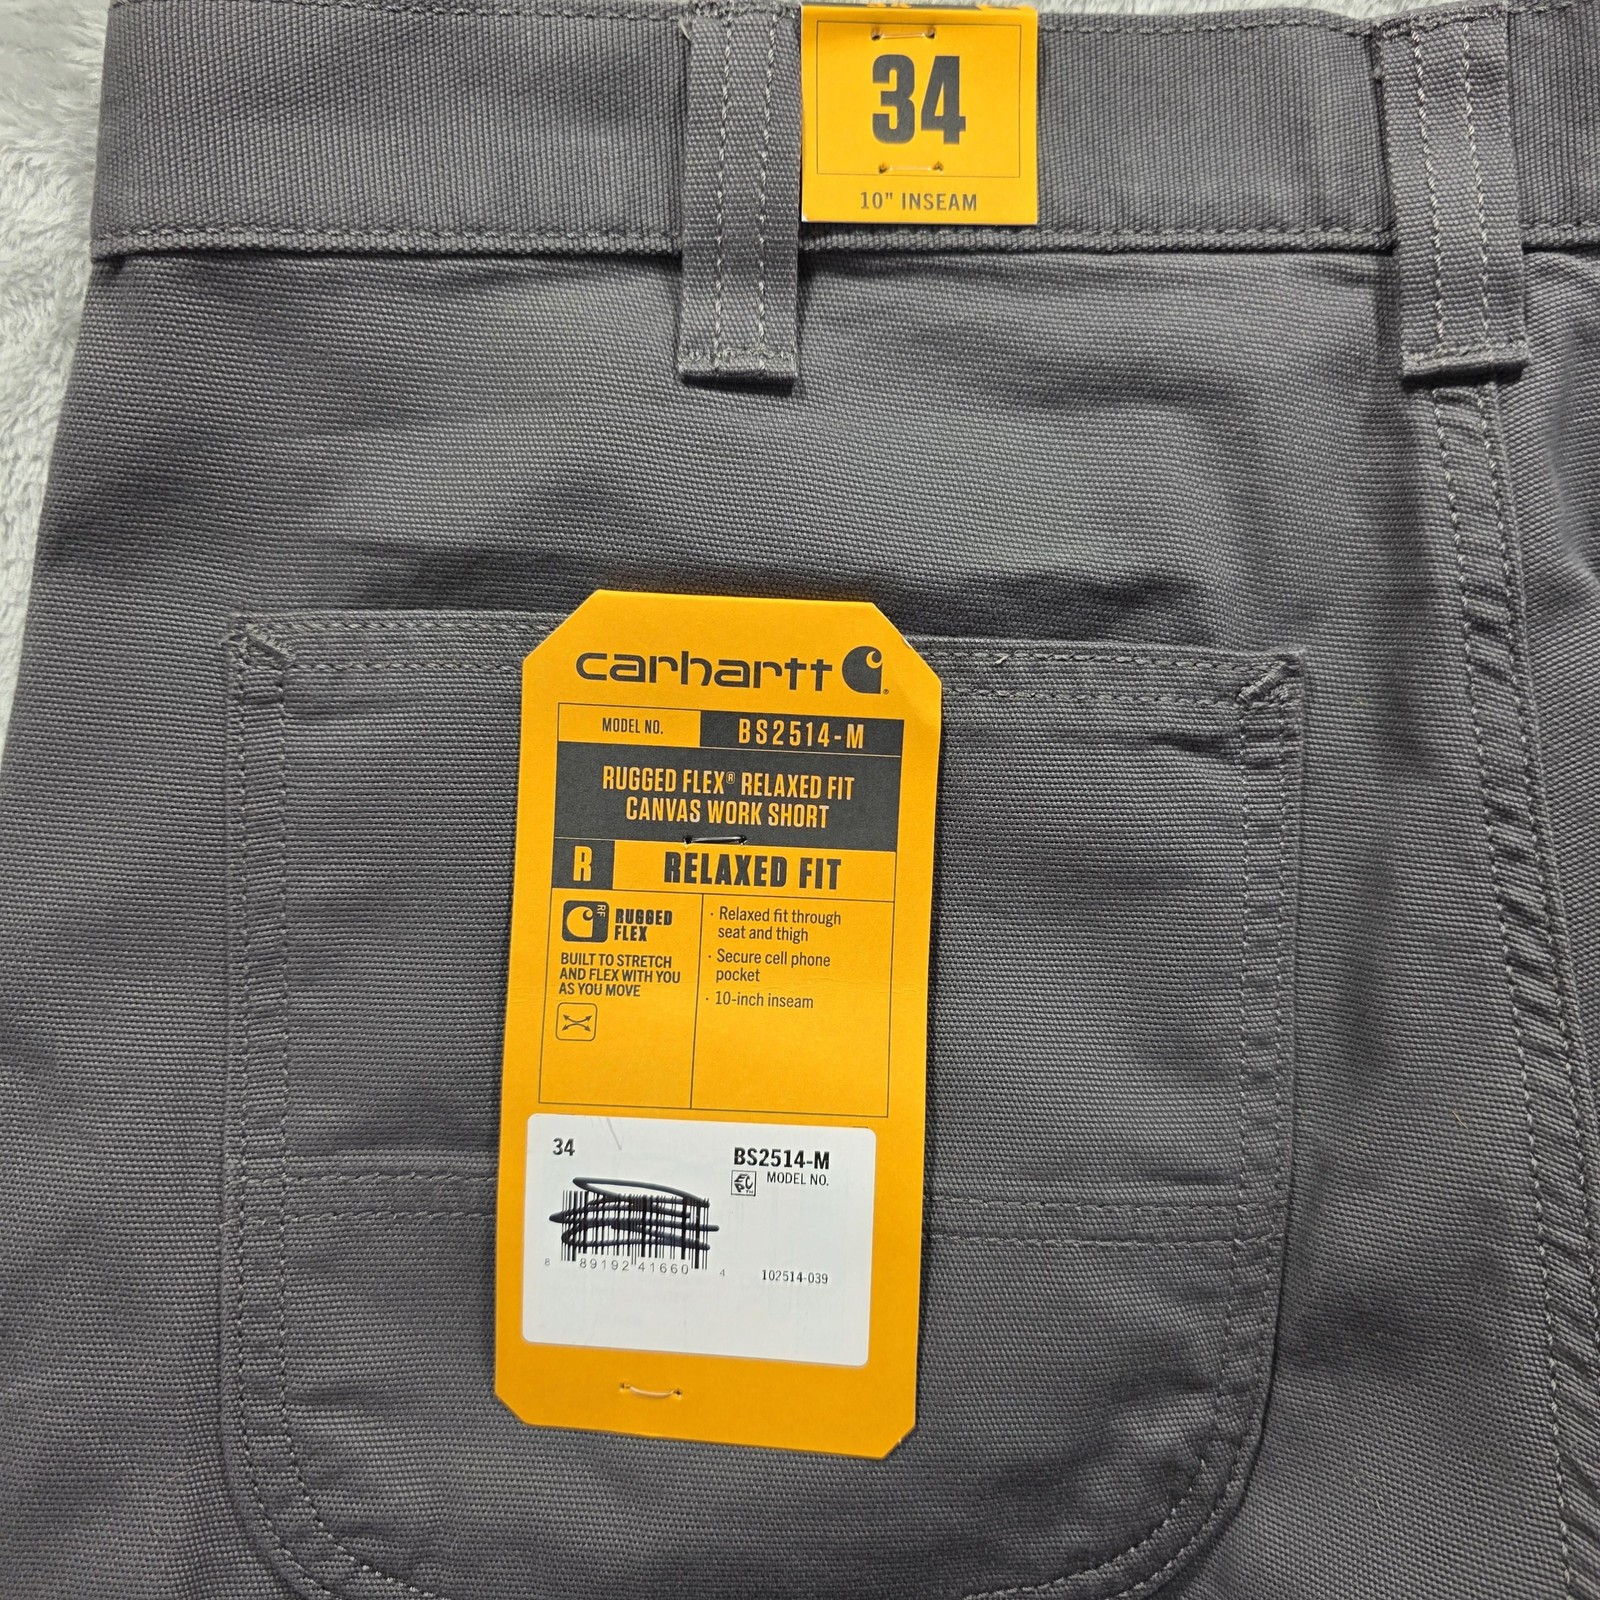 34
10" INSEAM
carhartt
MODEL NO. BS2514-M
RUGGED FLEX® RELAXED FIT
CANVAS WORK SHORT
R RELAXED FIT
RF
RUGGED
FLEX
BUILT TO STRETCH
AND FLEX WITH YOU
AS YOU MOVE
· Relaxed fit through
seat and thigh
· Secure cell phone
pocket
· 10-inch inseam
34
BS2514-M
MODEL NO.
8 89192 41660 4
102514-039